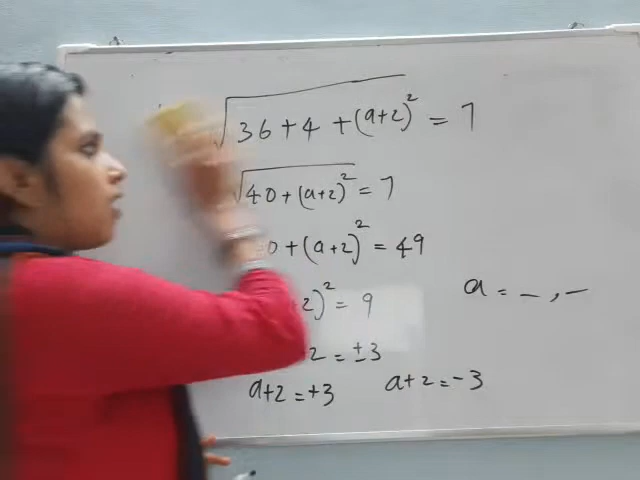 √36+4+(a+2)² = 7
√40+(a+2)² = 7
0+(a+2)² = 49
2)² = 9
a = _ , _
2 = ±3
a+2=+3 a+2=-3